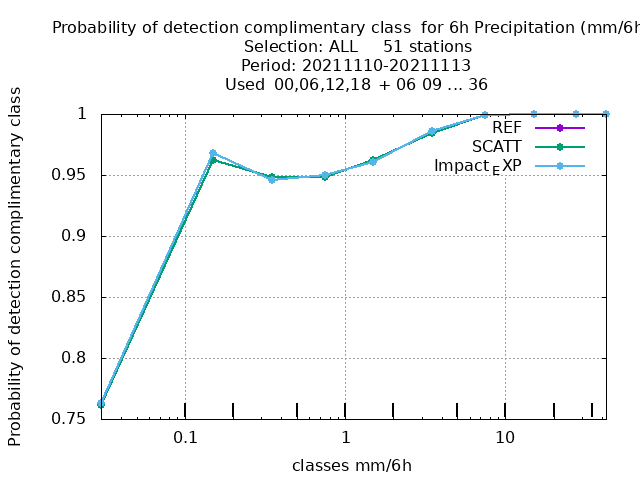 Probability of detection complimentary class  for 6h Precipitation (mm/6h
Selection: ALL     51 stations
Period: 20211110-20211113
Used  00,06,12,18  + 06 09 ... 36
Probability of detection complimentary class
1
0.95
0.9
0.85
0.8
0.75
REF
SCATT
Impact_EXP
0.1
1
10
classes mm/6h